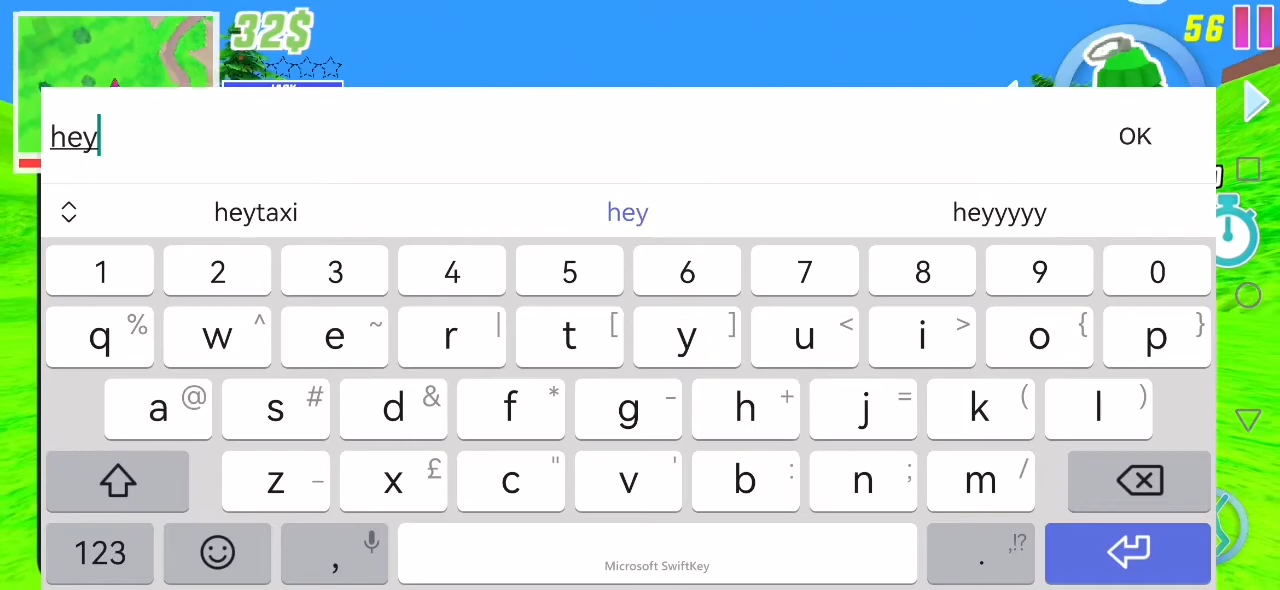 32$
56
hey
OK
heytaxi hey heyyyyy
1 2 3 4 5 6 7 8 9 0
q % w ^ e ~ r | t [ y ] u < i > o { p }
a @ s # d & f * g - h + j = k ( l )
z _ x £ c " v ' b : n ; m /
123 , . ,!?
Microsoft SwiftKey